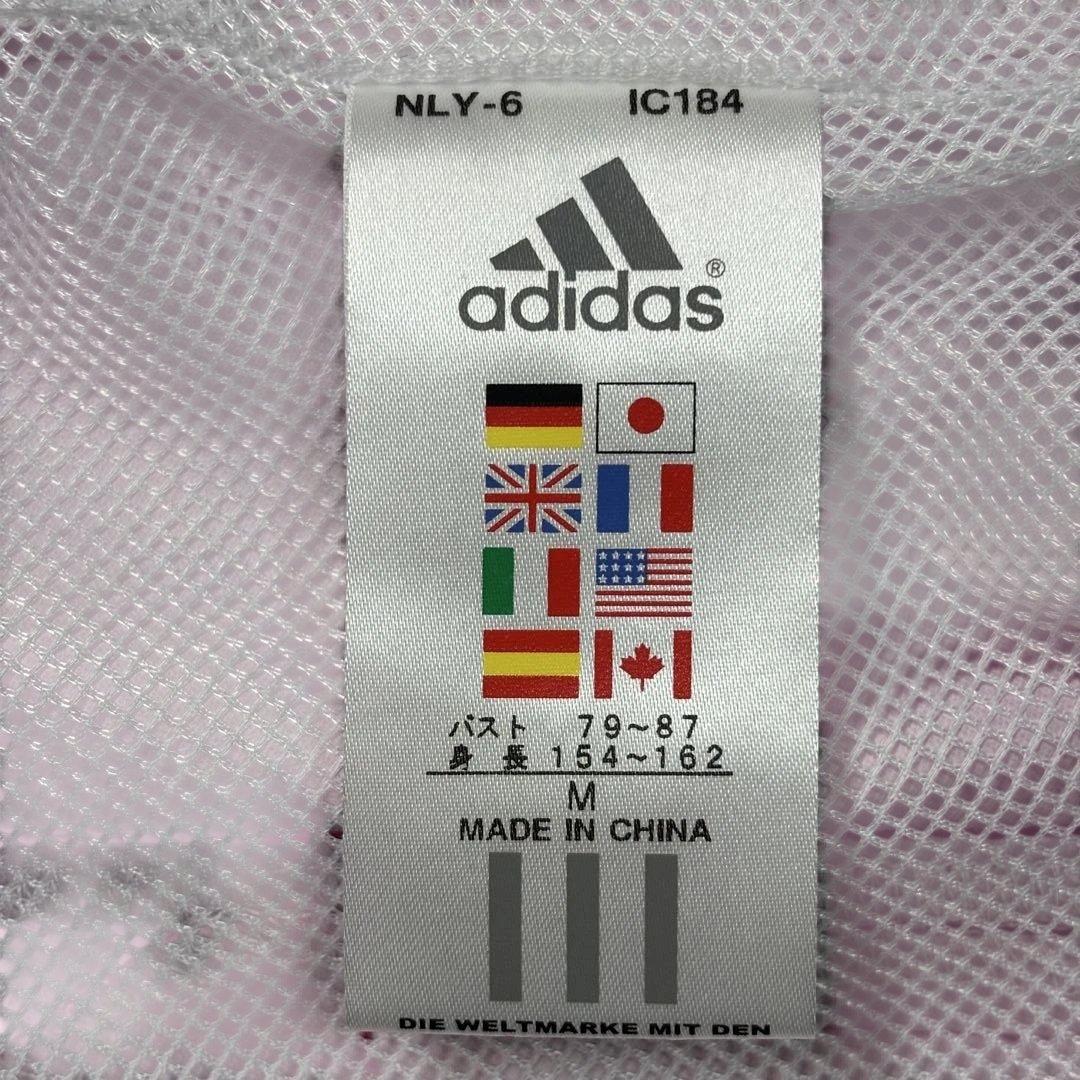 NLY-6 IC184
adidas®
バスト 79~87
身 長 154~162
M
MADE IN CHINA
DIE WELTMARKE MIT DEN